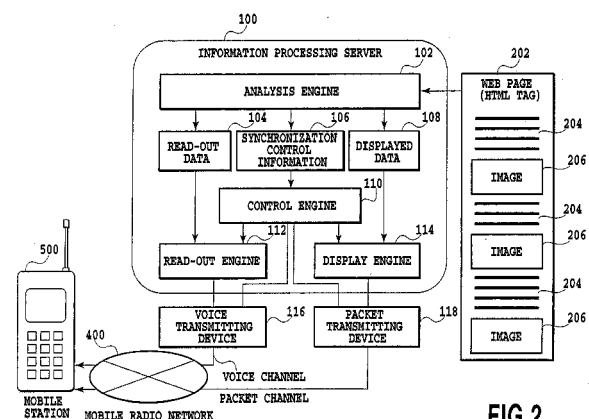 100
INFORMATION PROCESSING SERVER
102
ANALYSIS ENGINE
202
WEB PAGE
(HTML TAG)
104
READ-OUT
DATA
106
SYNCHRONIZATION
CONTROL
INFORMATION
108
DISPLAYED
DATA
204
206
IMAGE
110
CONTROL ENGINE
204
112
READ-OUT ENGINE
114
DISPLAY ENGINE
206
IMAGE
204
500
VOICE
TRANSMITTING
DEVICE
116
PACKET
TRANSMITTING
DEVICE
118
206
IMAGE
400
VOICE CHANNEL
PACKET CHANNEL
MOBILE
STATION
MOBILE RADIO NETWORK
FIG.2